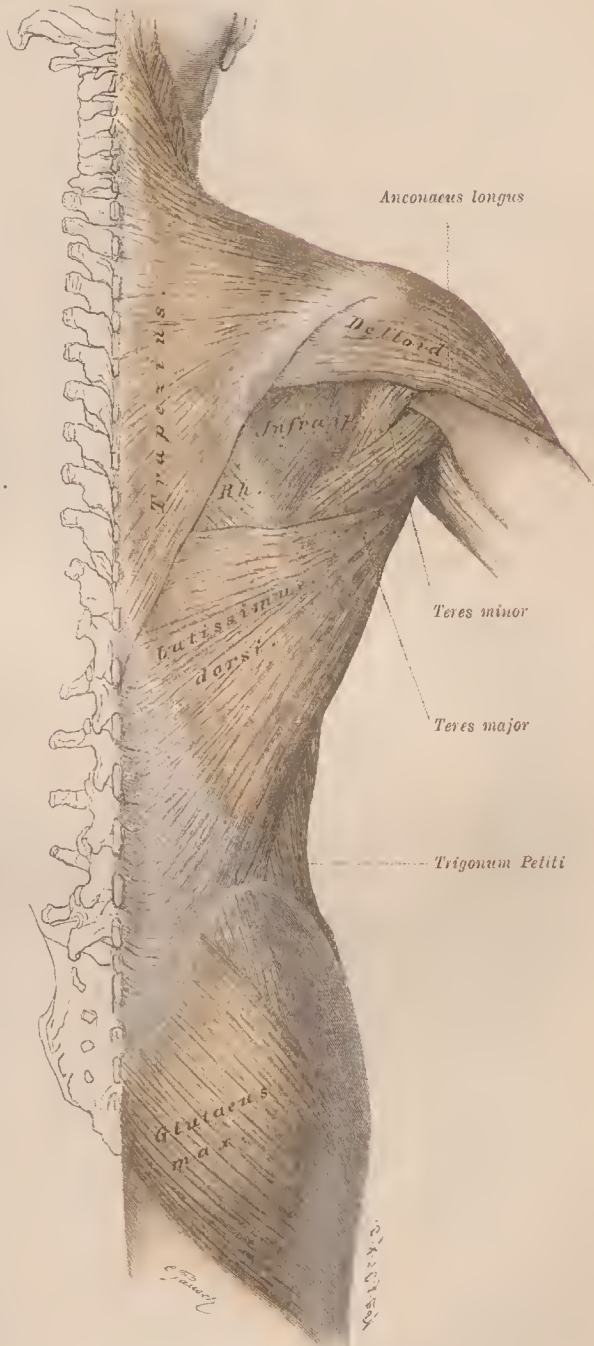 Anconaeus longus
Trapezius.
Deltoid
Infrasp.
Rh.
Teres minor
Latissimus
dorsi.
Teres major
Trigonum Petiti
Glutaeus
max